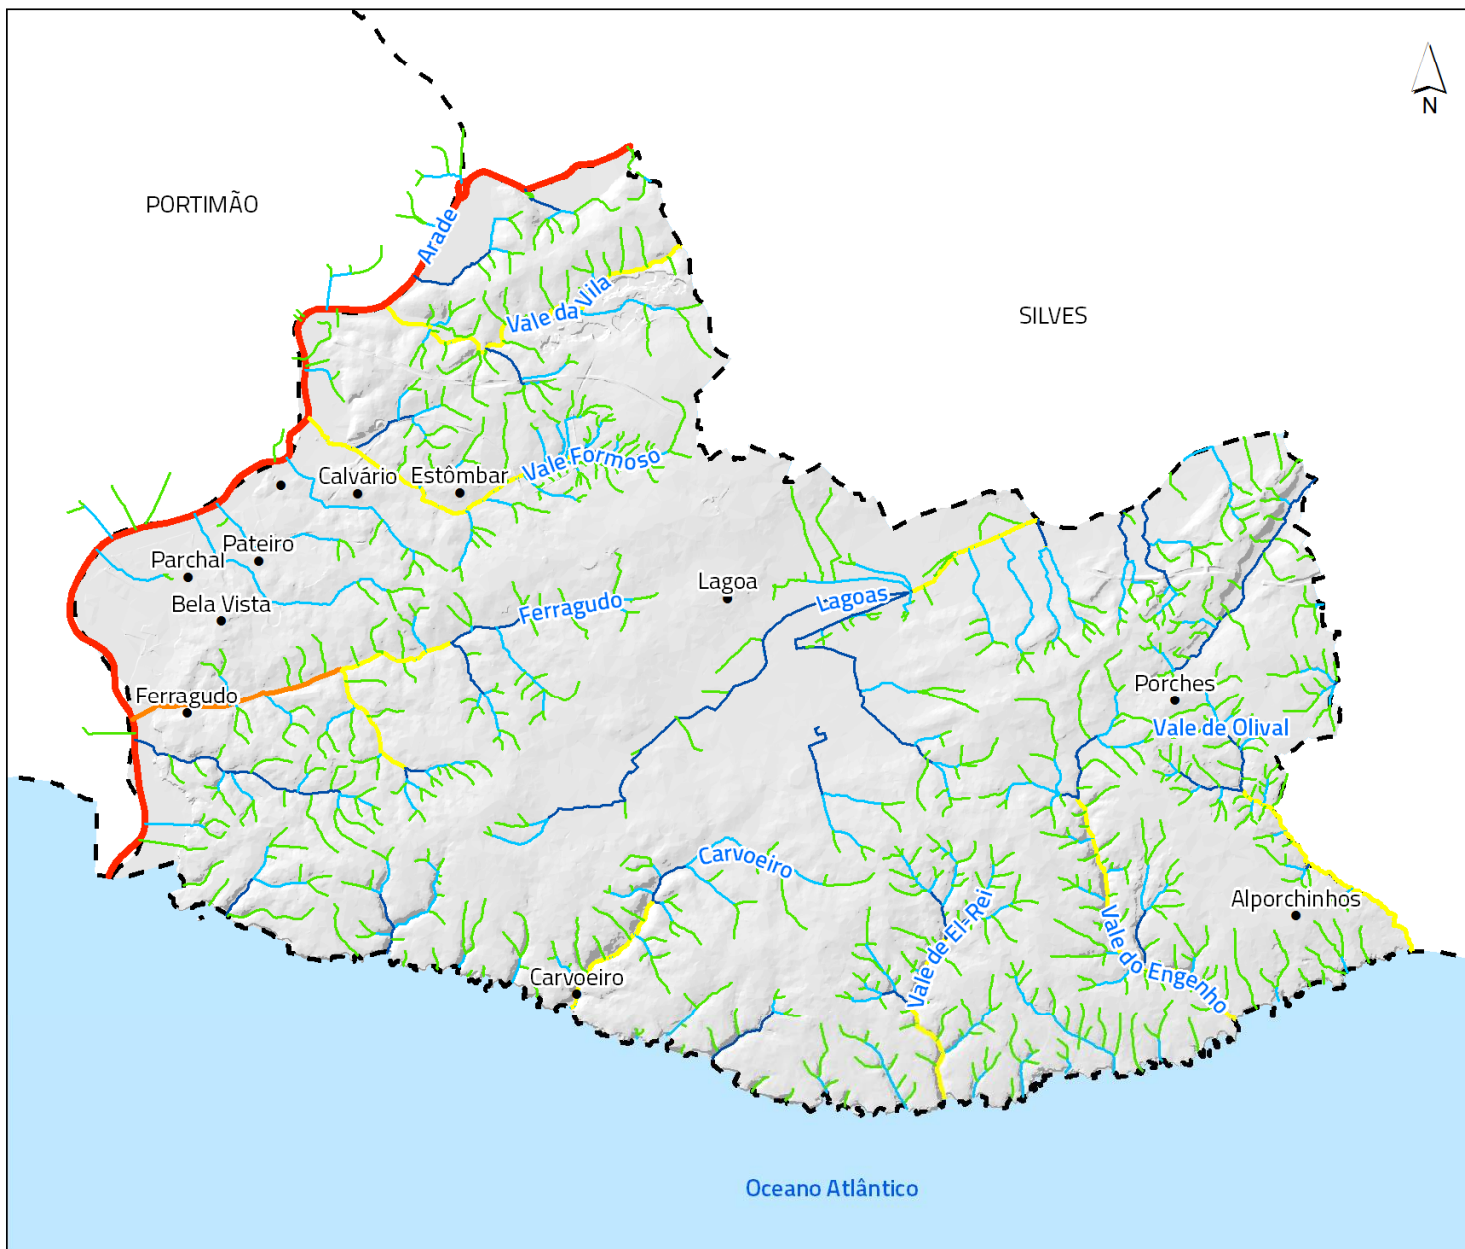 N
PORTIMÃO
Arade
SILVES
Vale da Vila
Vale Formoso
Calvário
Estômbar
Pateiro
Parchal
Bela Vista
Lagoa
Lagoas
Ferragudo
Ferragudo
Porches
Vale de Olival
Carvoeiro
Alporchinhos
Vale de El-Rei
Vale do Engenho
Carvoeiro
Oceano Atlântico